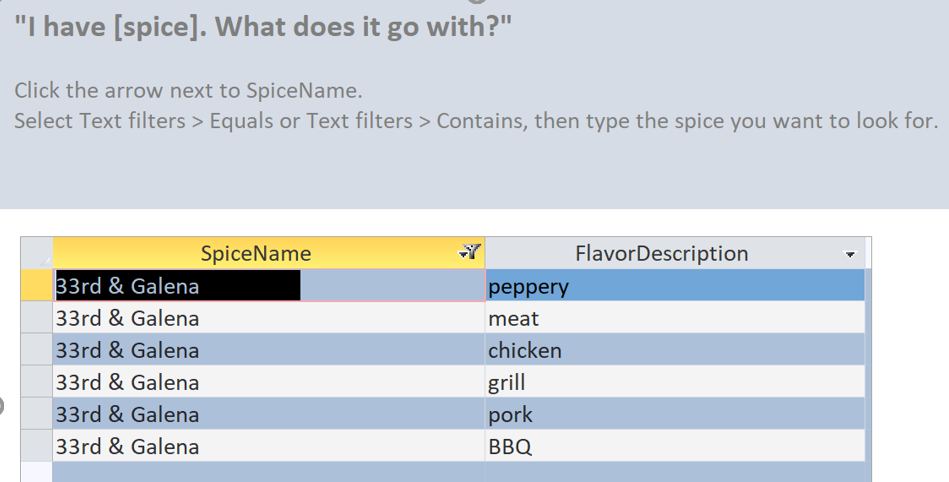 "I have [spice]. What does it go with?"
Click the arrow next to SpiceName.
Select Text filters > Equals or Text filters > Contains, then type the spice you want to look for.
SpiceName FlavorDescription
33rd & Galena peppery
33rd & Galena meat
33rd & Galena chicken
33rd & Galena grill
33rd & Galena pork
33rd & Galena BBQ